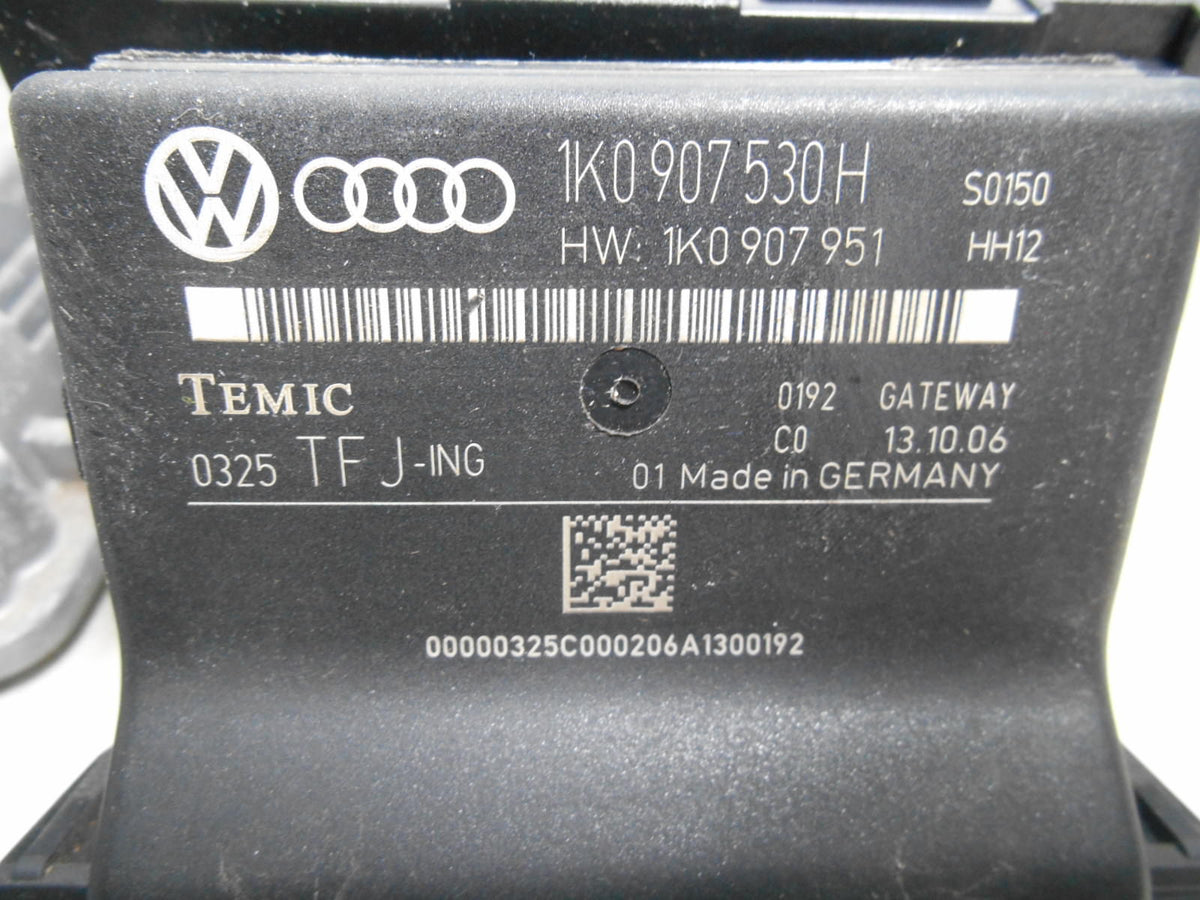 1K0 907 530 H S0150
HW: 1K0 907 951 HH12
TEMIC 0192 GATEWAY
C0 13.10.06
0325 TFJ-ING 01 Made in GERMANY
00000325C000206A1300192